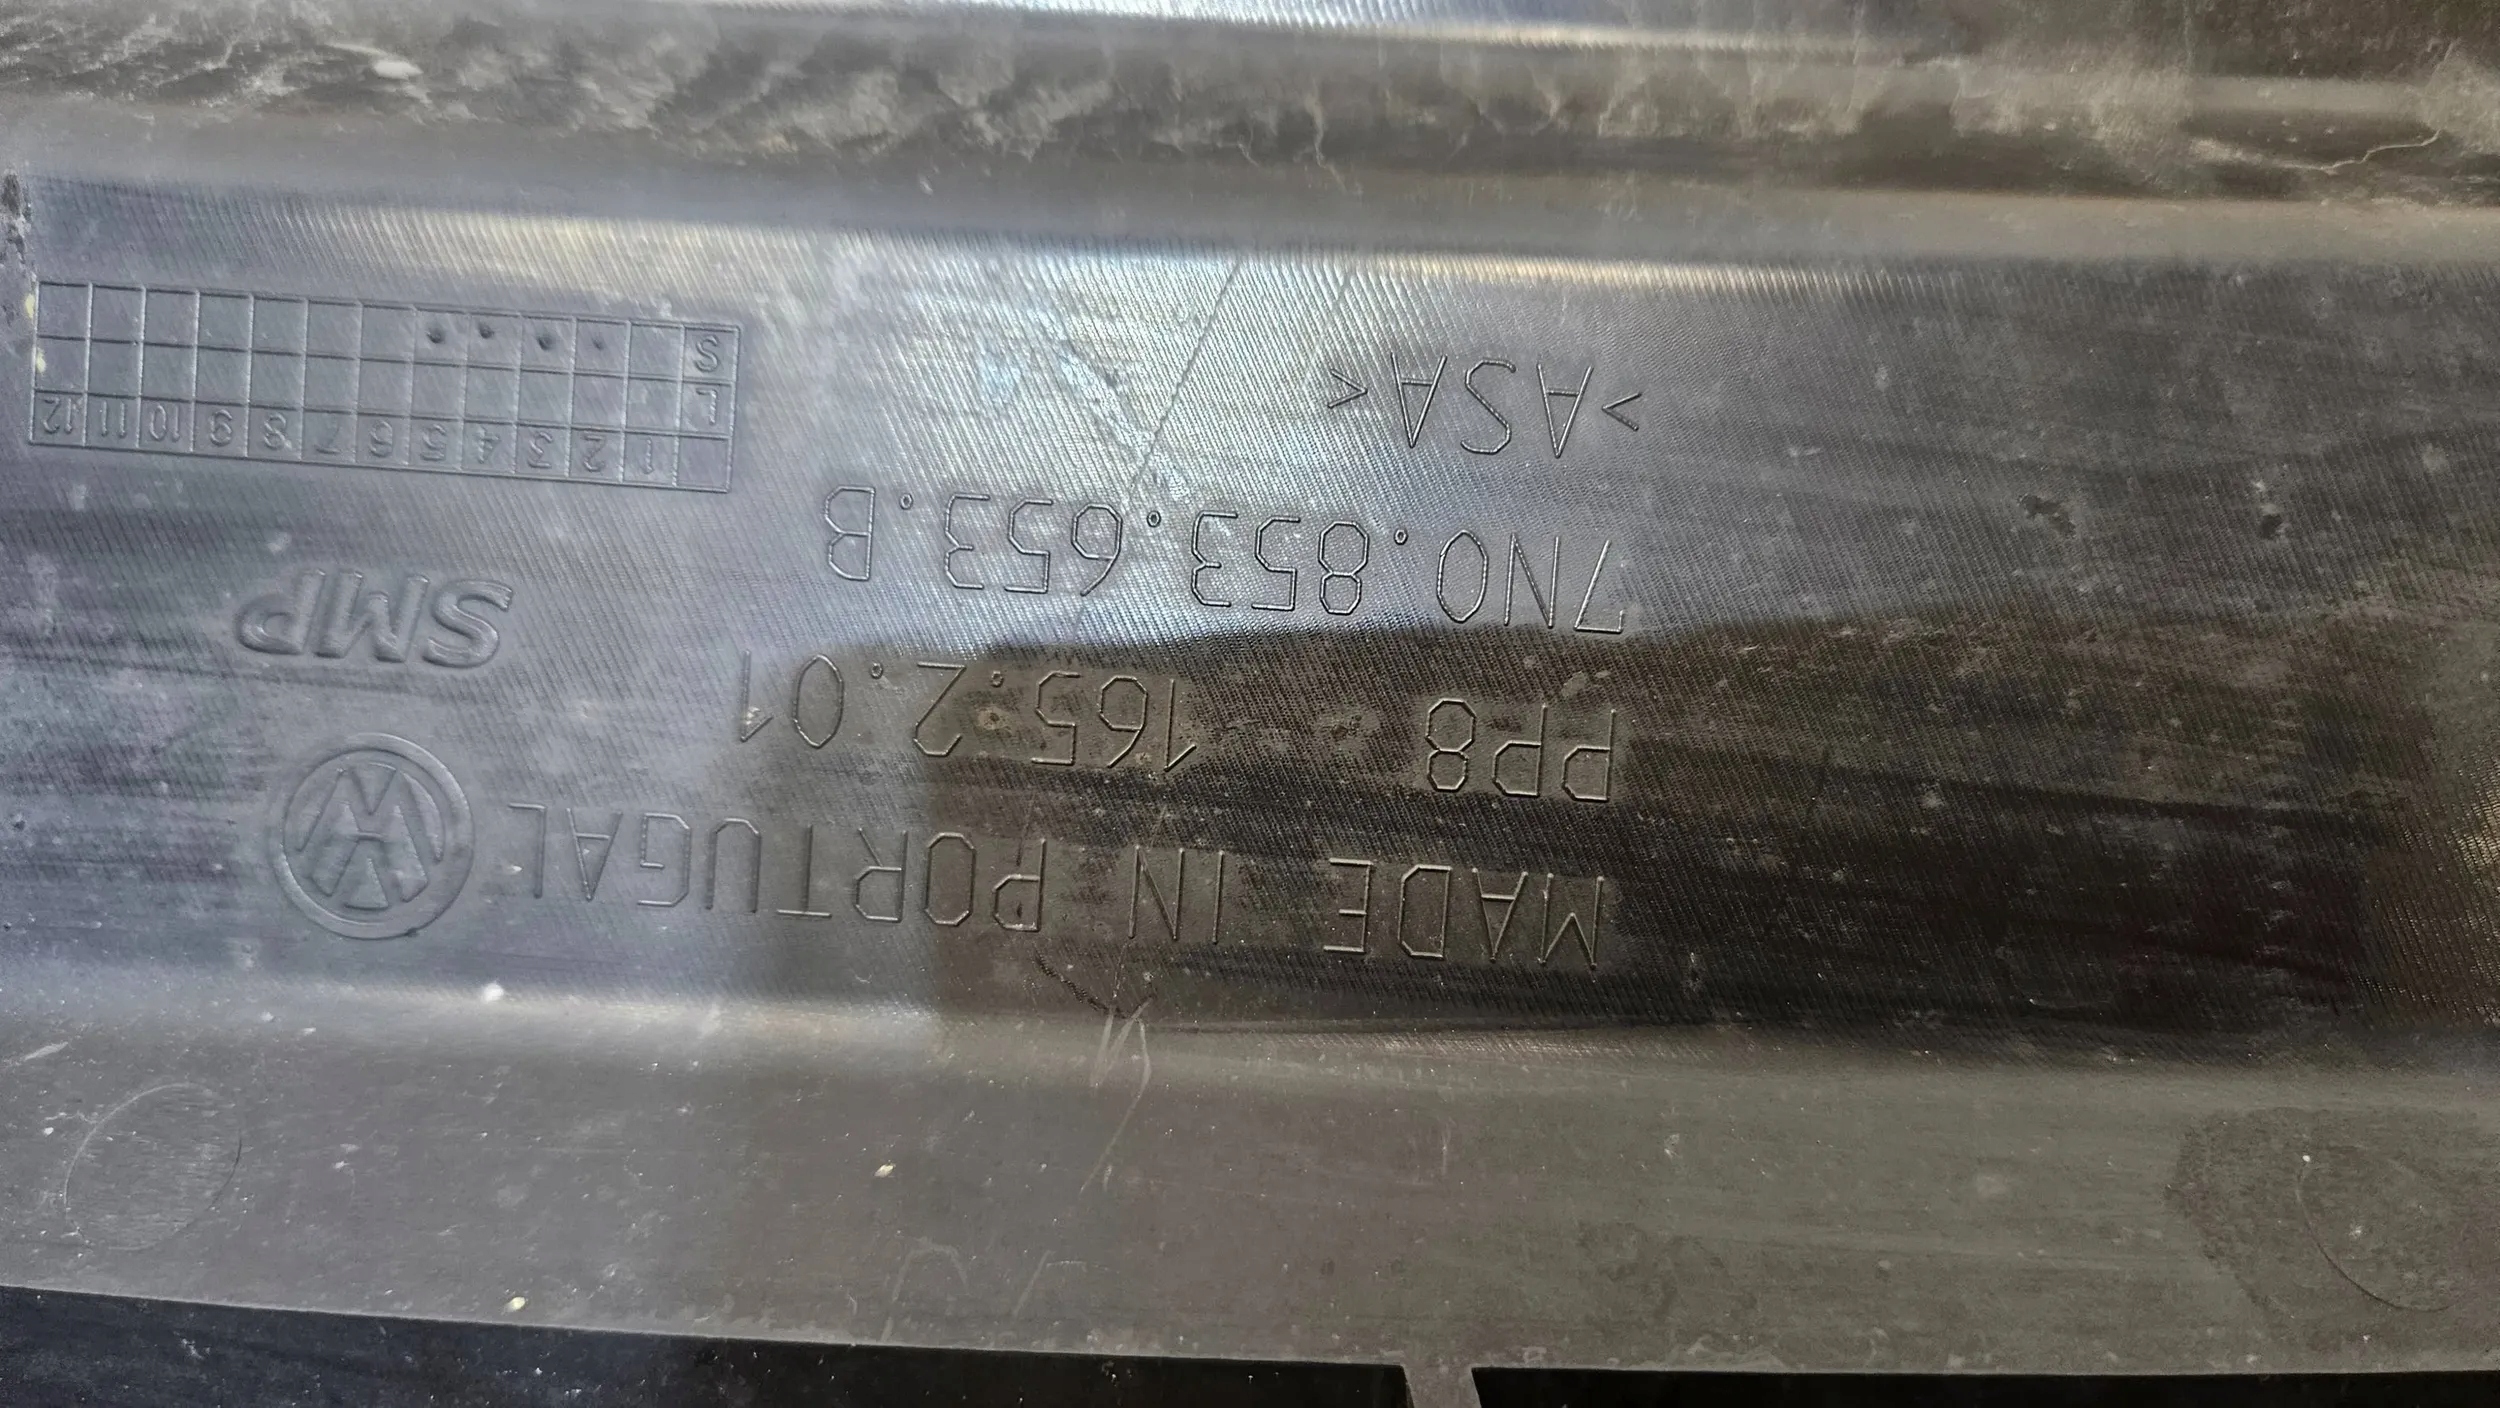 MADE IN PORTUGAL
PP8 - 165.2.01
SMP
7N0.853.653.B
>ASA<
1 2 3 4 5 6 7 8 9 10 11 12
L
S